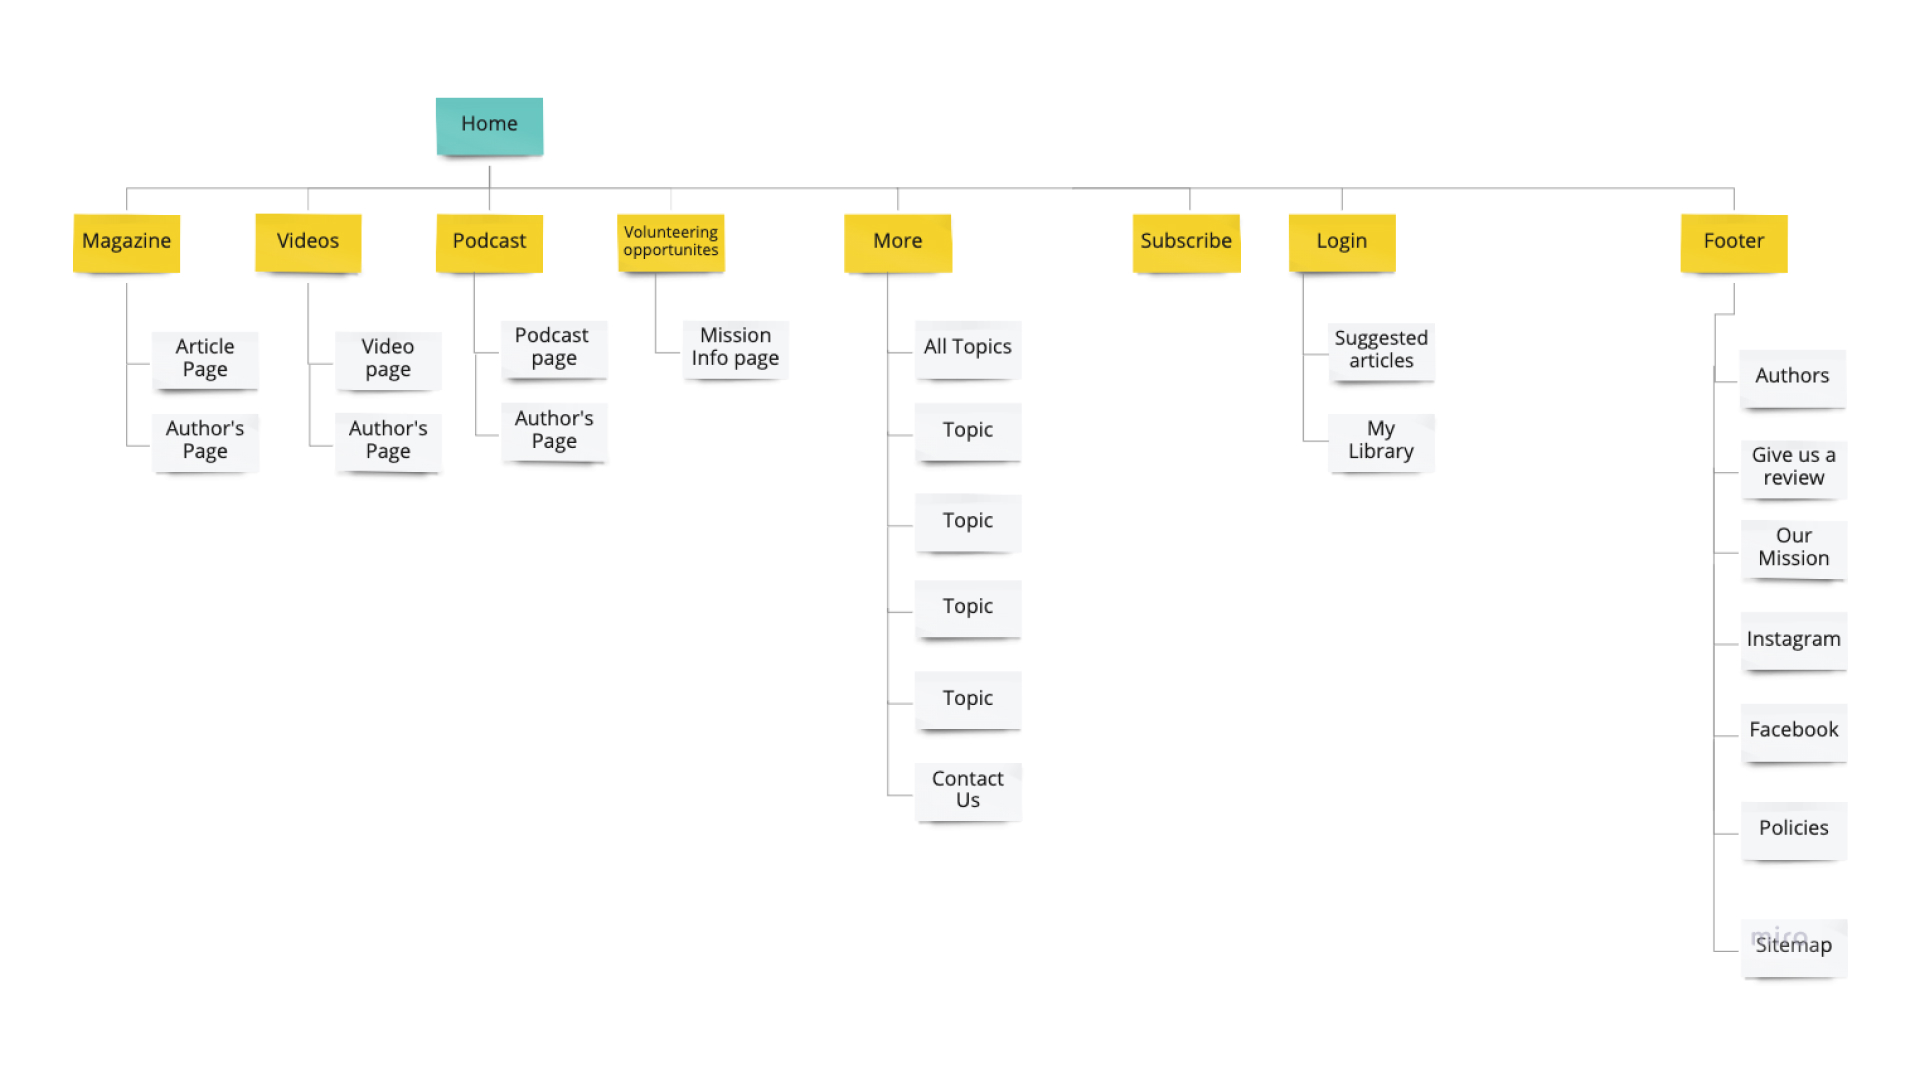 Home
Magazine
Videos
Podcast
Volunteering
opportunites
More
Subscribe
Login
Footer
Article
Page
Author's
Page
Video
page
Author's
Page
Podcast
page
Author's
Page
Mission
Info page
All Topics
Topic
Topic
Topic
Topic
Contact
Us
Suggested
articles
My
Library
Authors
Give us a
review
Our
Mission
Instagram
Facebook
Policies
miro
Sitemap